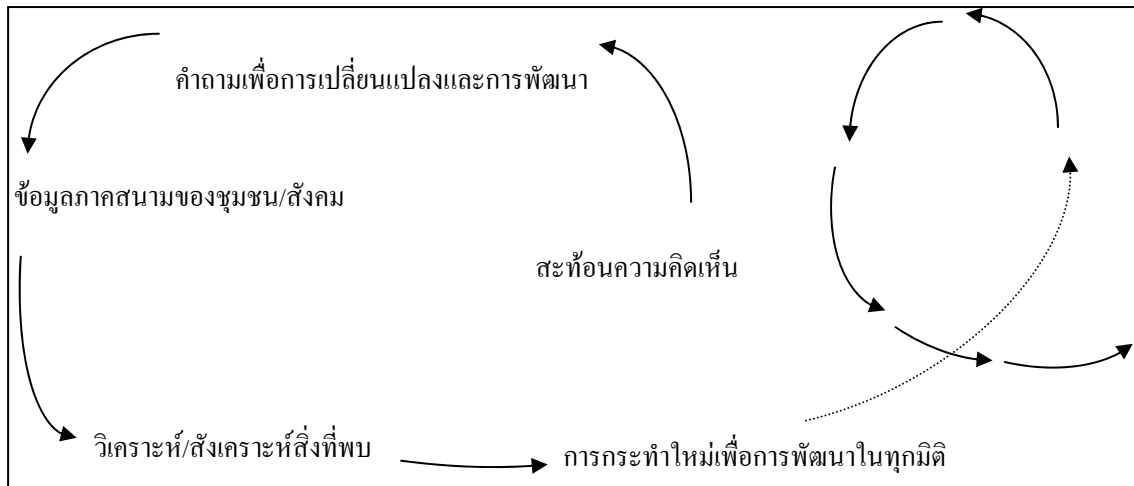 คำถามเพื่อการเปลี่ยนแปลงและการพัฒนา
ข้อมูลภาคสนามของชุมชน/สังคม
สะท้อนความคิดเห็น
วิเคราะห์/สังเคราะห์สิ่งที่พบ
การกระทำใหม่เพื่อการพัฒนาในทุกมิติ